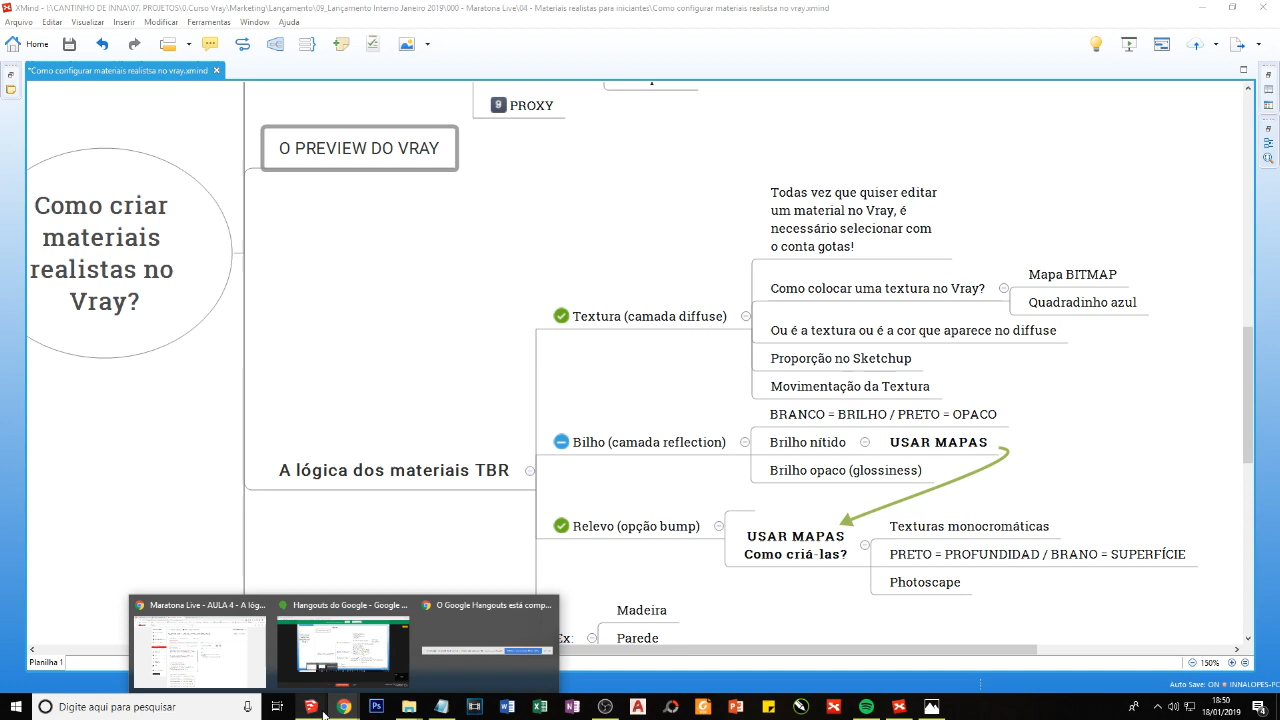 XMind - I:\CANTINHO DE INNA\07. PROJETOS\0.Curso Vray\Marketing\Lançamento\09_Lançamento Interno Janeiro 2019\000 - Maratona Live\04 - Materiais realistas para iniciantes\Como configurar materiais realistsa no vray.xmind
Arquivo Editar Visualizar Inserir Modificar Ferramentas Window Ajuda
Home
*Como configurar materiais realistsa no vray.xmind
9 PROXY
O PREVIEW DO VRAY
Como criar
materiais
realistas no
Vray?
Todas vez que quiser editar
um material no Vray, é
necessário selecionar com
o conta gotas!
Mapa BITMAP
Como colocar uma textura no Vray?
Quadradinho azul
Textura (camada diffuse)
Ou é a textura ou é a cor que aparece no diffuse
Proporção no Sketchup
Movimentação da Textura
BRANCO = BRILHO / PRETO = OPACO
Bilho (camada reflection)
Brilho nítido
USAR MAPAS
A lógica dos materiais TBR
Brilho opaco (glossiness)
Relevo (opção bump)
USAR MAPAS
Como criá-las?
Texturas monocromáticas
PRETO = PROFUNDIDAD / BRANO = SUPERFÍCIE
Photoscape
Maratona Live - AULA 4 - A lóg...
Hangouts do Google - Google ...
O Google Hangouts está comp...
Madeira
Ex:
Parede
Planilha 1
150%
Auto Save: ON
INNALOPES-PC
Digite aqui para pesquisar
18:50
18/01/2019